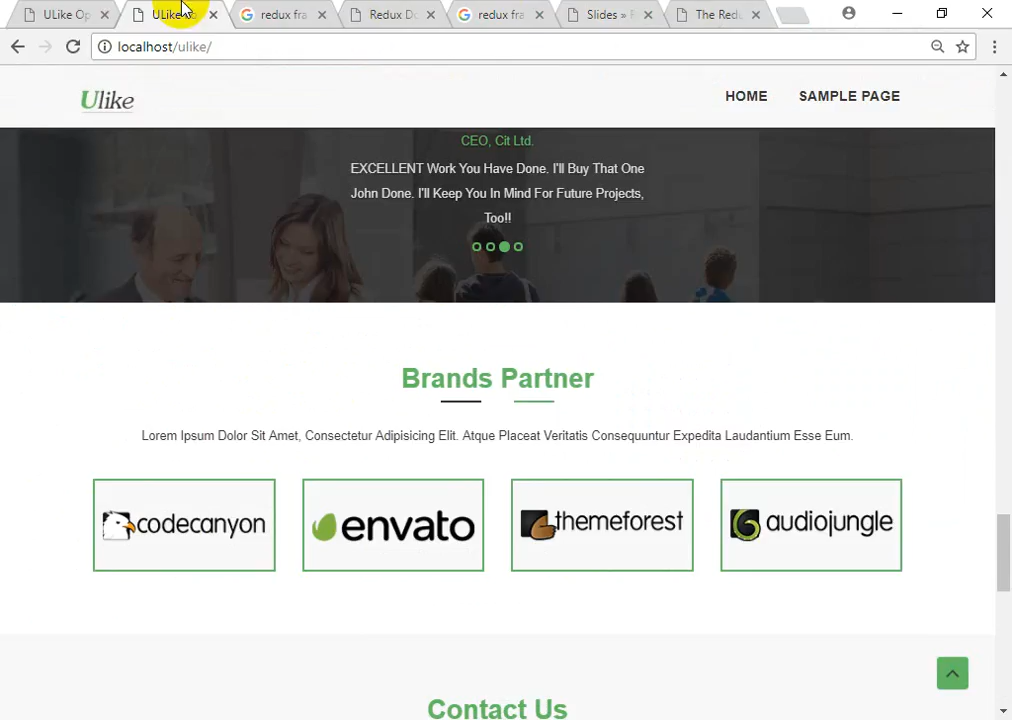 ULike Op
ULike
redux fra
Redux Do
redux fra
Slides » R
The Redu
localhost/ulike/
Ulike
HOME
SAMPLE PAGE
CEO, Cit Ltd.
EXCELLENT Work You Have Done. I'll Buy That One
John Done. I'll Keep You In Mind For Future Projects,
Too!!
Brands Partner
Lorem Ipsum Dolor Sit Amet, Consectetur Adipisicing Elit. Atque Placeat Veritatis Consequuntur Expedita Laudantium Esse Eum.
codecanyon
envato
themeforest
audiojungle
Contact Us